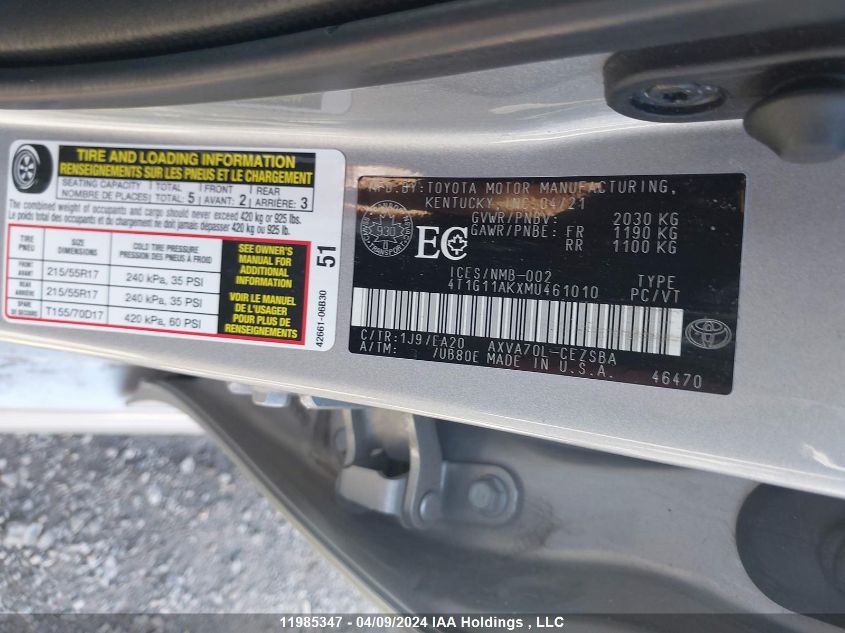 TIRE AND LOADING INFORMATION
RENSEIGNEMENTS SUR LES PNEUS ET LE CHARGEMENT
SEATING CAPACITY TOTAL FRONT REAR
NOMBRE DE PLACES TOTAL: 5 AVANT: 2 ARRIÈRE: 3
The combined weight of occupants and cargo should never exceed 420 kg or 925 lbs.
Le poids total des occupants et du chargement ne doit jamais dépasser 420 kg ou 925 lb.
TIRE SIZE COLD TIRE PRESSURE
PNEU DIMENSIONS PRESSION DES PNEUS À FROID
FRONT
AVANT 215/55R17 240 kPa, 35 PSI
REAR
ARRIÈRE 215/55R17 240 kPa, 35 PSI
SPARE
DE SECOURS T155/70D17 420 kPa, 60 PSI
SEE OWNER'S
MANUAL FOR
ADDITIONAL
INFORMATION
VOIR LE MANUEL
DE L'USAGER
POUR PLUS DE
RENSEIGNEMENTS
51
42661-06B30
MFD.BY:TOYOTA MOTOR MANUFACTURING,
KENTUCKY, INC. 04/21
GVWR/PNBV: 2030 KG
GAWR/PNBE: FR 1190 KG
RR 1100 KG
930
EC
ICES/NMB-002 TYPE
4T1G11AKXMU461010 PC/VT
C/TR:1J9/EA20 AXVA70L-CEZSBA
A/TM: /UB80E MADE IN U.S.A.
46470
11985347 - 04/09/2024 IAA Holdings , LLC